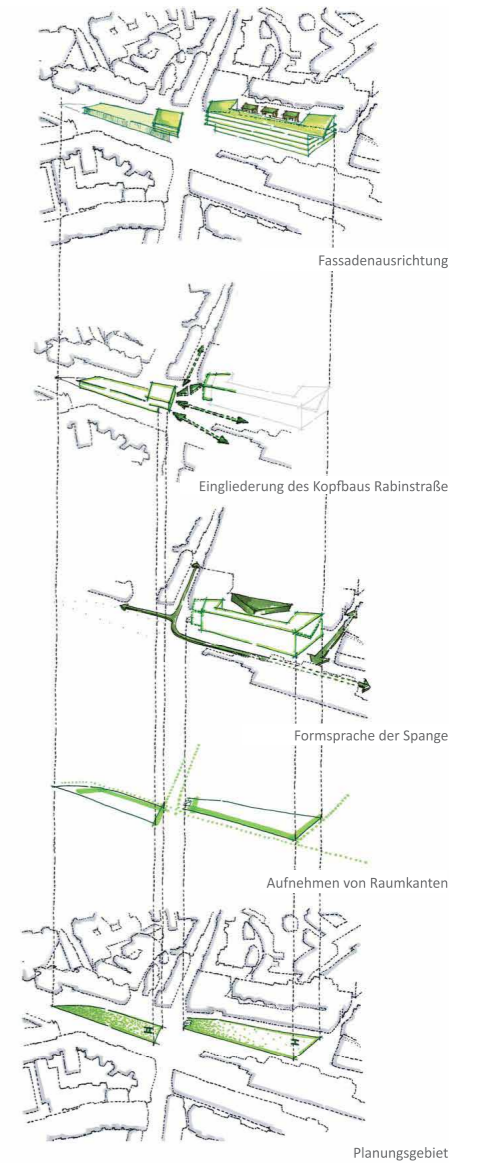 Fassadenausrichtung
Eingliederung des Kopfbaus Rabinstraße
Formsprache der Spange
Aufnehmen von Raumkanten
H
H
Planungsgebiet